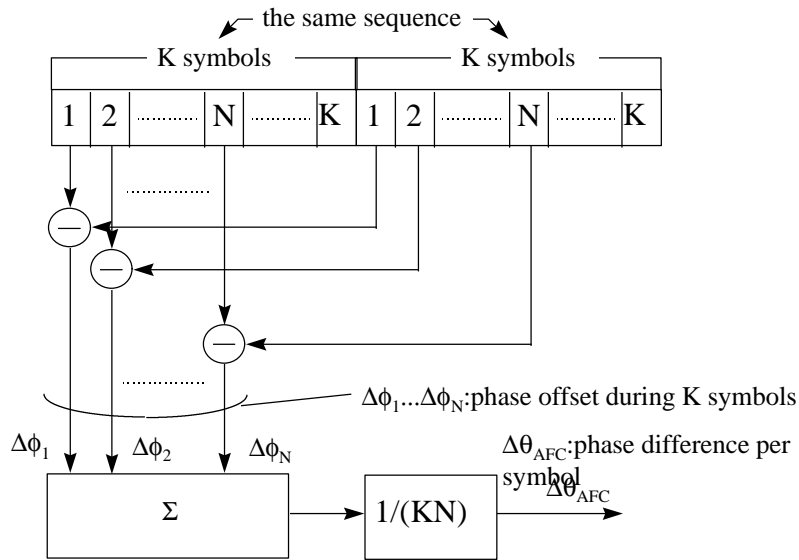 the same sequence
K symbols K symbols
1 2 ........... N ........... K 1 2 ........... N ........... K
..............
—
—
—
..............
Δϕ1...ΔϕN:phase offset during K symbols
Δϕ1 Δϕ2 ΔϕN
ΔθAFC:phase difference per
symbol
ΔθAFC
Σ 1/(KN)